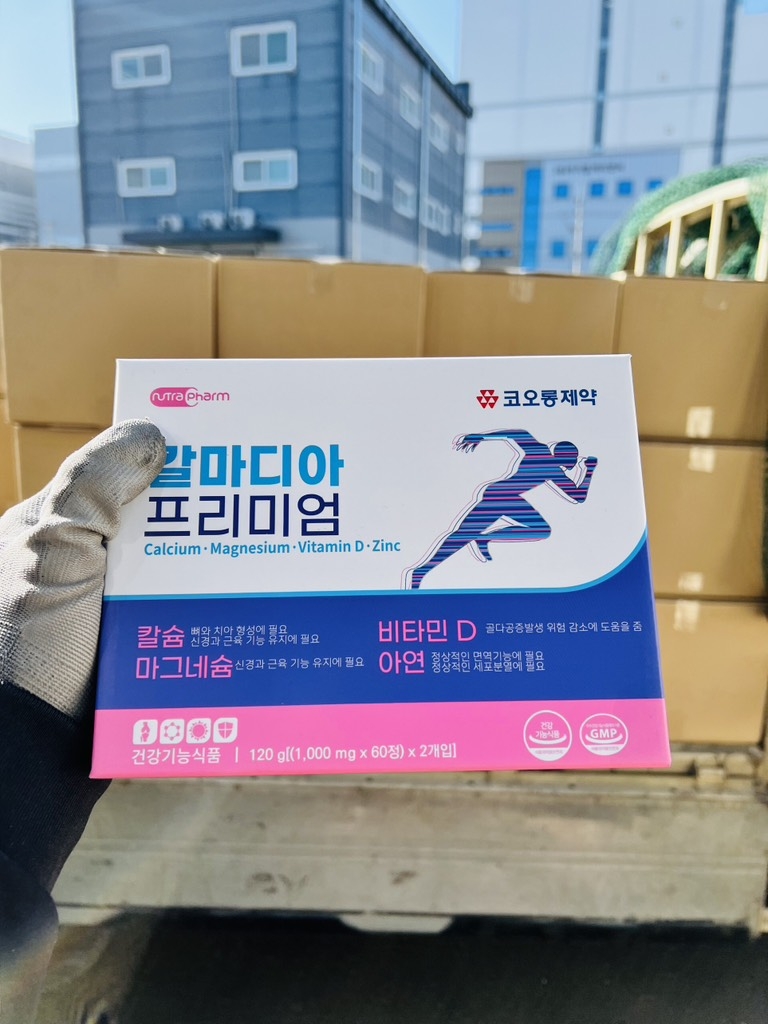 nutra pharm
코오롱제약
칼마디아
프리미엄
Calcium · Magnesium · Vitamin D · Zinc
칼슘 뼈와 치아 형성에 필요
신경과 근육 기능 유지에 필요
비타민 D 골다공증발생 위험 감소에 도움을 줌
마그네슘 신경과 근육 기능 유지에 필요
아연 정상적인 면역기능에 필요
정상적인 세포분열에 필요
건강
기능식품
GMP
건강기능식품 | 120 g[(1,000 mg x 60정) x 2개입]